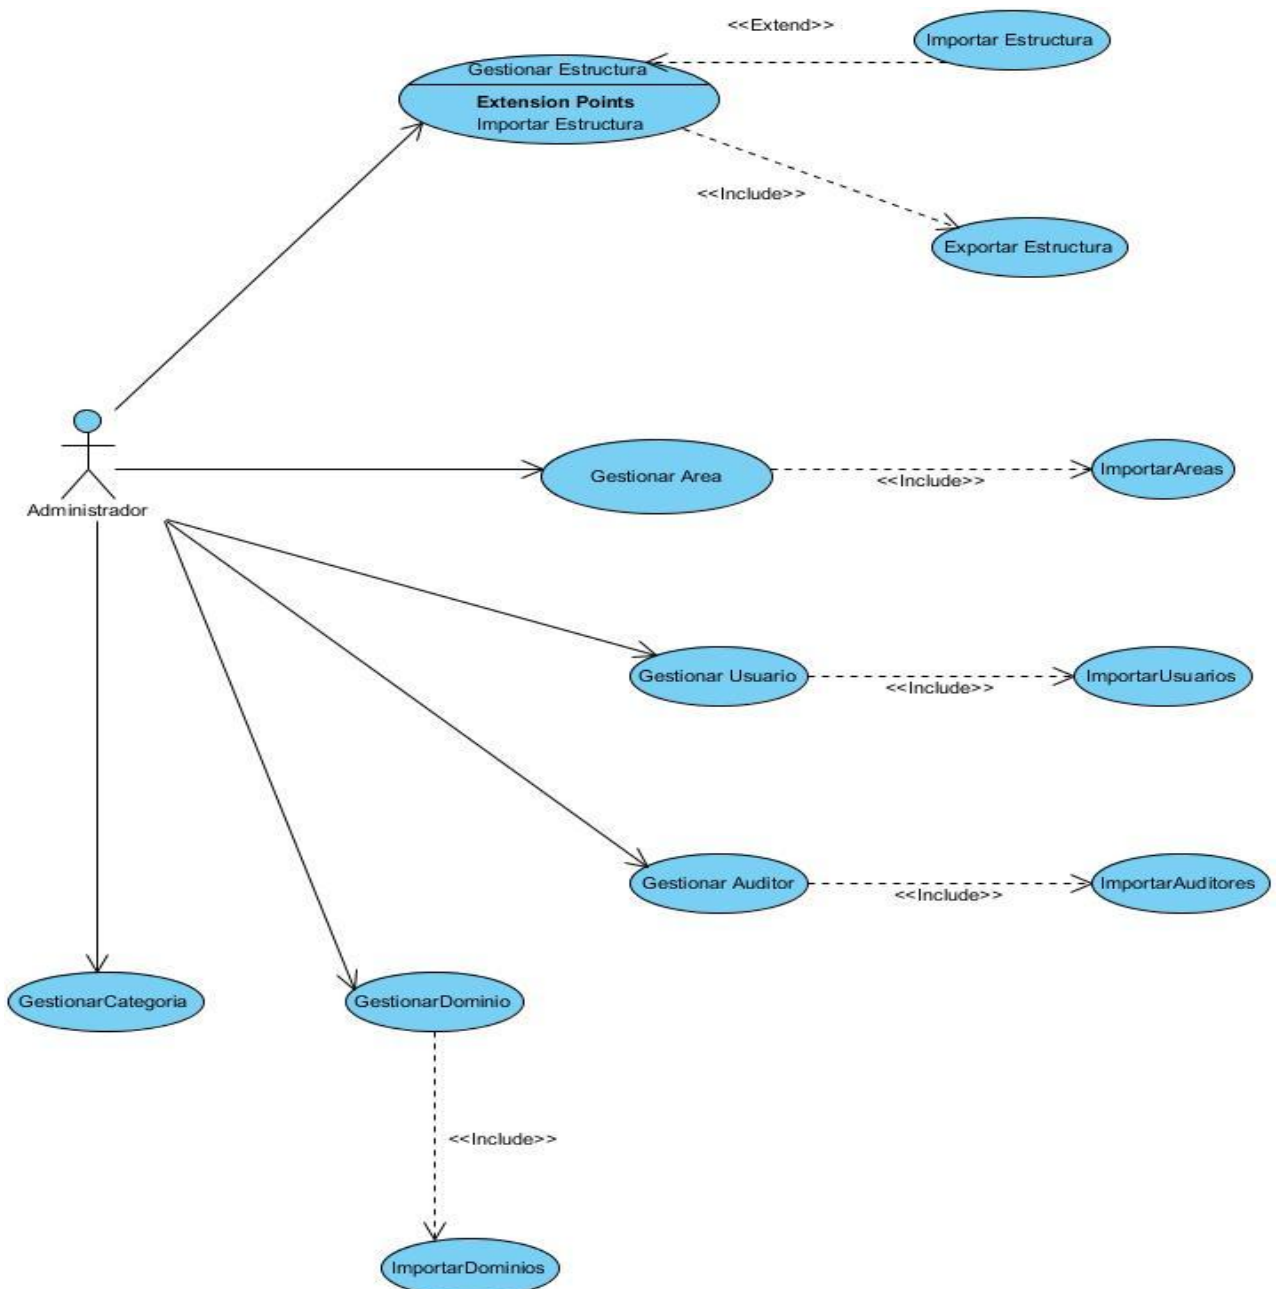 <<Extend>>
Importar Estructura
Gestionar Estructura
Extension Points
Importar Estructura
<<Include>>
Exportar Estructura
Administrador
Gestionar Area
<<Include>>
ImportarAreas
Gestionar Usuario
<<Include>>
ImportarUsuarios
Gestionar Auditor
<<Include>>
ImportarAuditores
GestionarCategoria
GestionarDominio
<<Include>>
ImportarDominios